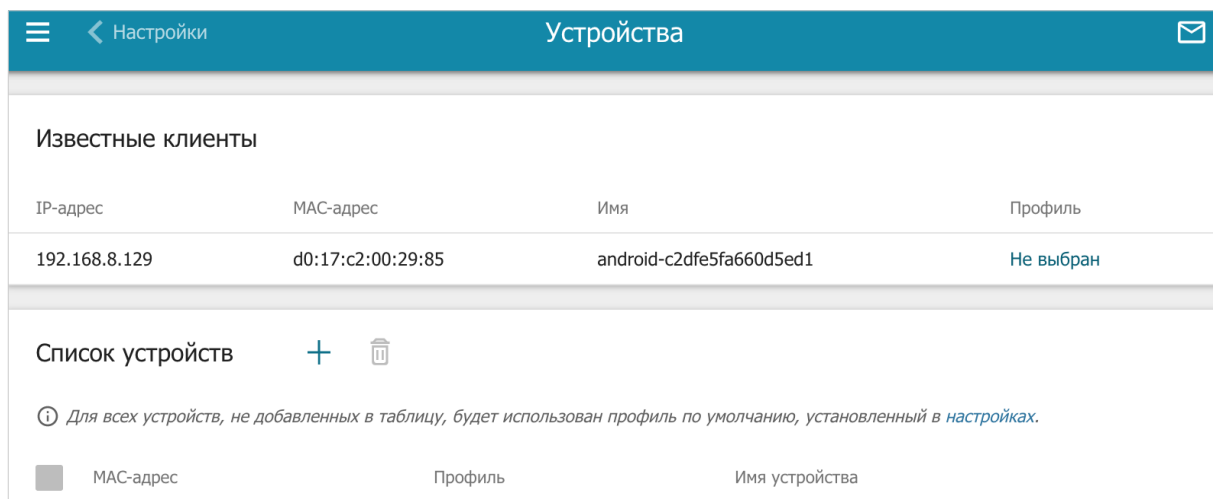 Настройки Устройства
Известные клиенты
IP-адрес MAC-адрес Имя Профиль
192.168.8.129 d0:17:c2:00:29:85 android-c2dfe5fa660d5ed1 Не выбран
Список устройств
Для всех устройств, не добавленных в таблицу, будет использован профиль по умолчанию, установленный в настройках.
MAC-адрес Профиль Имя устройства